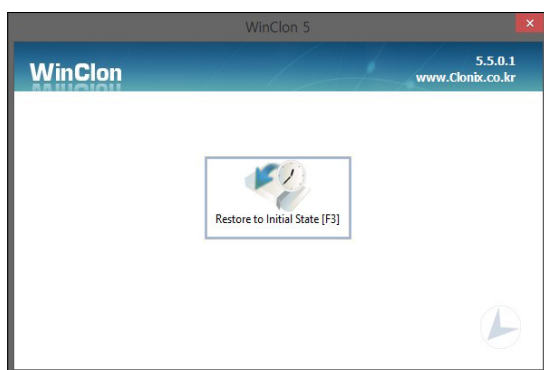 WinClon 5
WinClon
5.5.0.1
www.Clonix.co.kr
Restore to Initial State [F3]